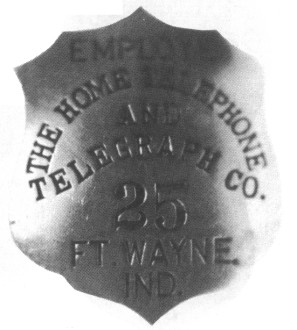 EMPLOYE
THE HOME TELEPHONE
AND
TELEGRAPH CO.
25
FT. WAYNE.
IND.